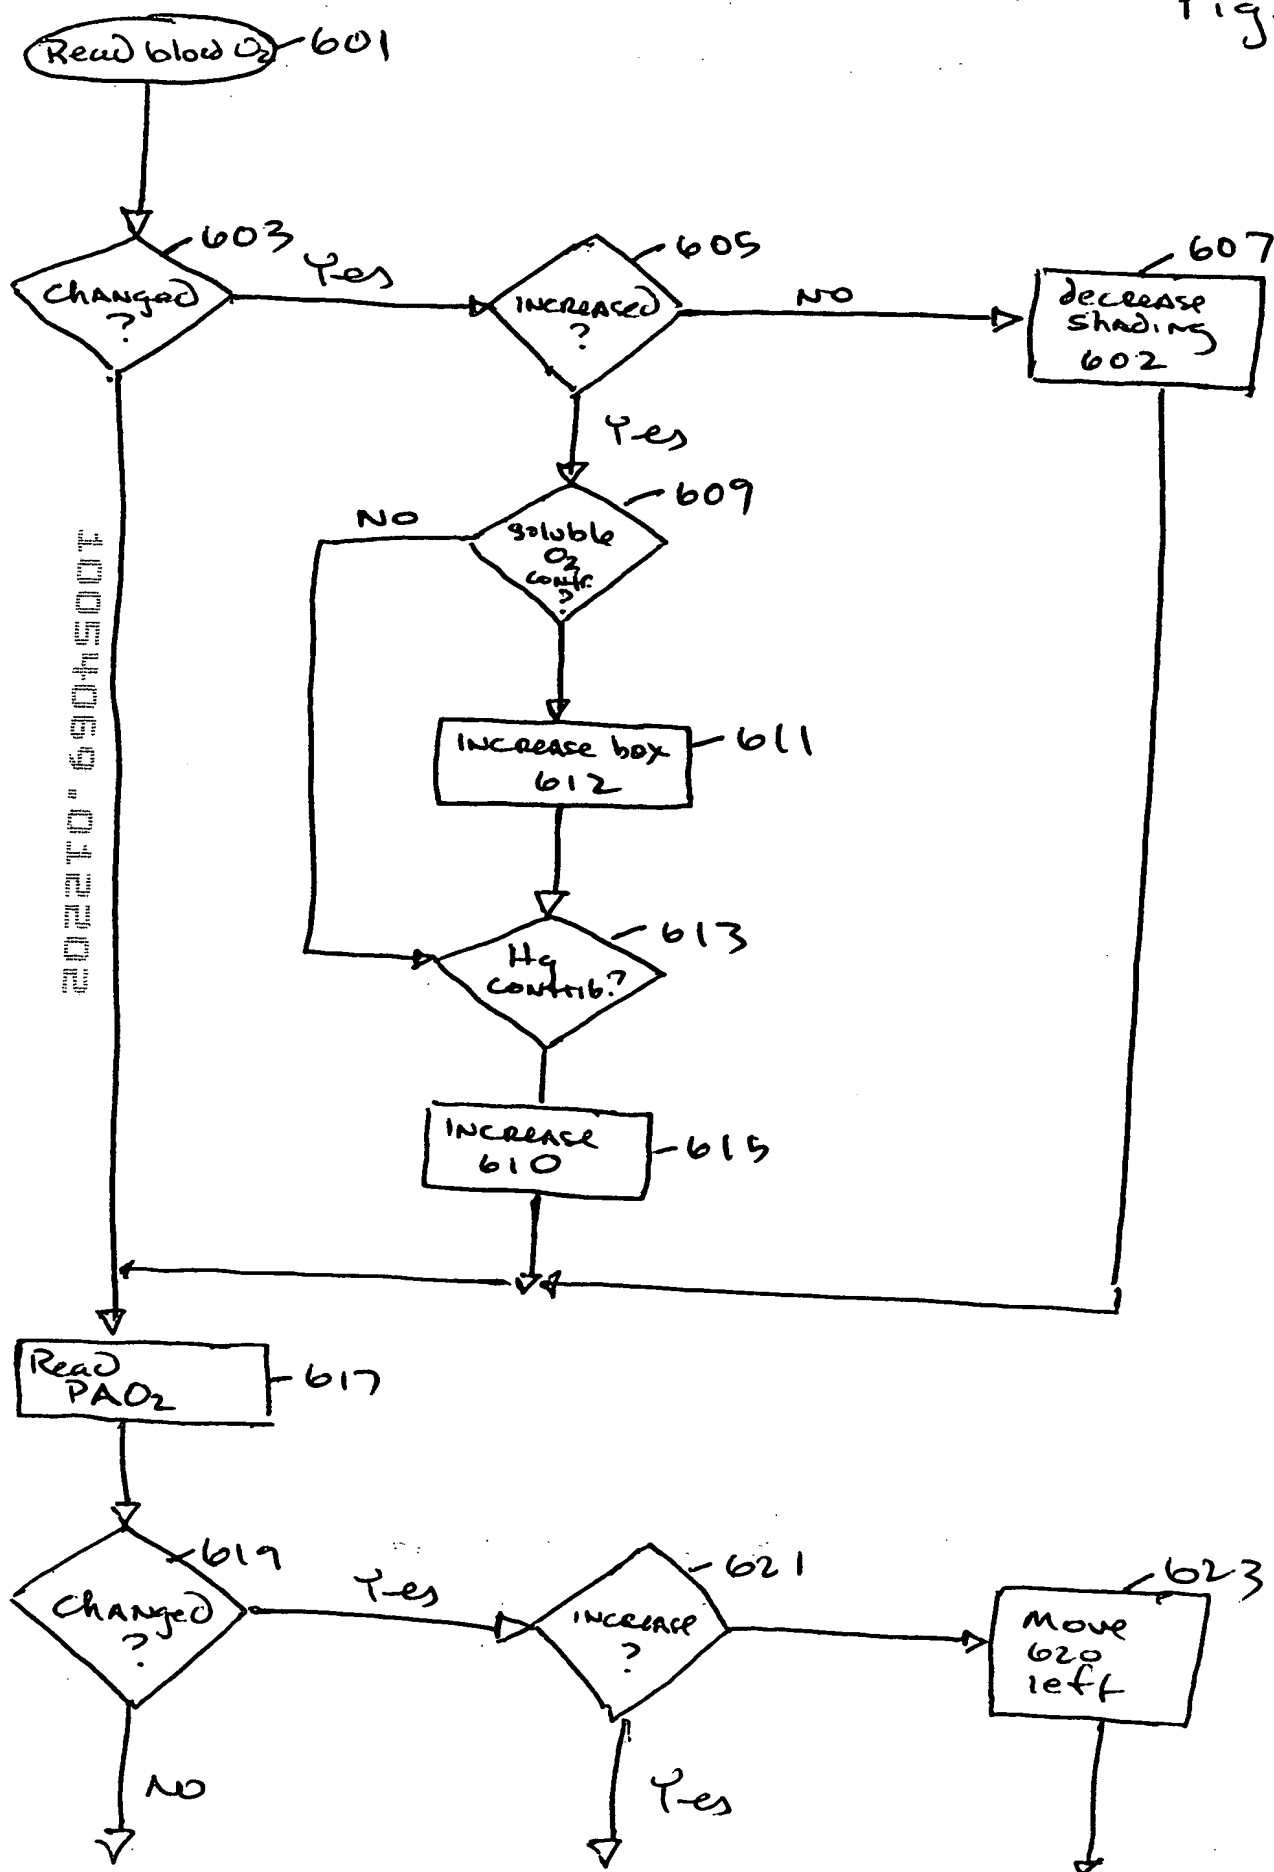 Fig.
Read blood O2
601
603
Changed
?
Yes
605
INCREASED
?
NO
607
decrease
shading
602
Yes
609
NO
soluble
O2
contr.
?
INCREASE box
612
611
613
Hg
contrib.?
INCREASE
610
615
10054069.012202
Read
PAO2
617
619
Changed
?
Yes
621
INCREASE
?
623
Move
620
left
NO
Yes